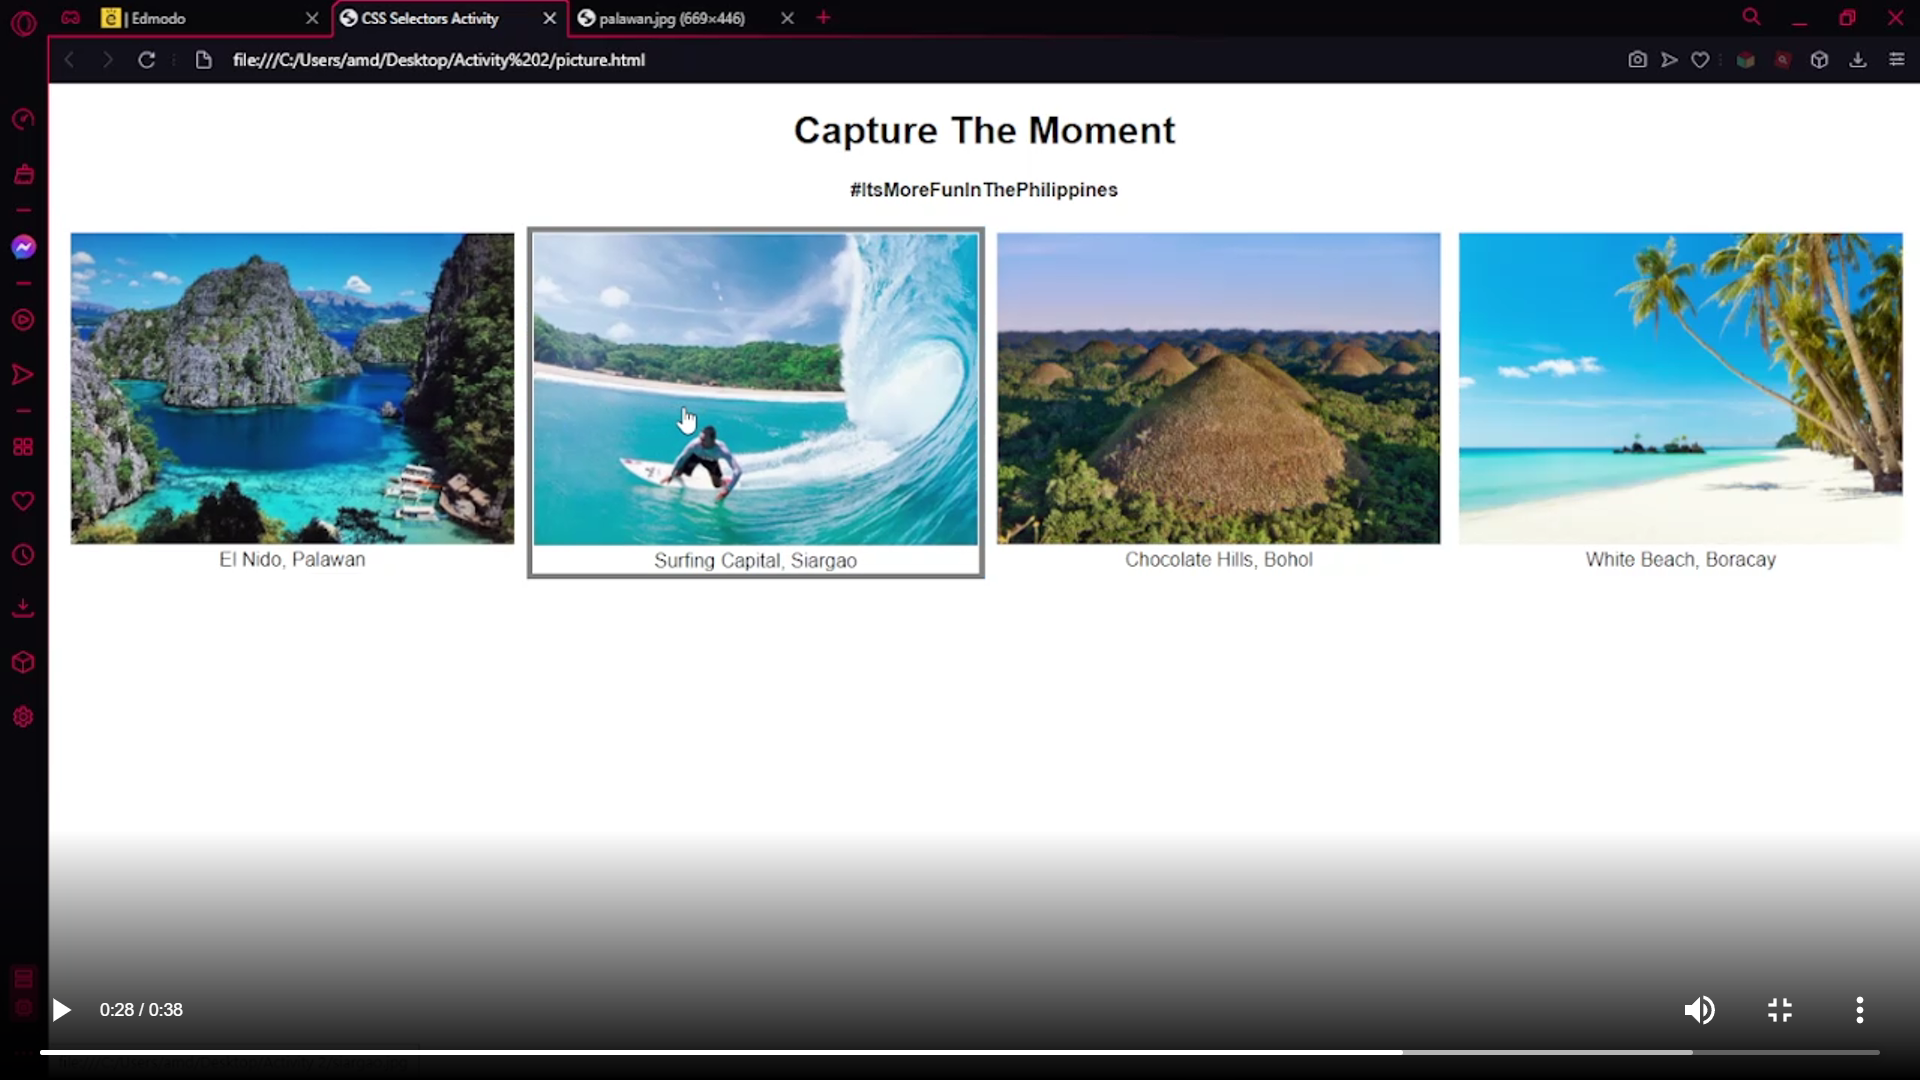 | Edmodo
CSS Selectors Activity
palawan.jpg (669×446)
file:///C:/Users/amd/Desktop/Activity%202/picture.html
Capture The Moment
#ItsMoreFunInThePhilippines
El Nido, Palawan
Surfing Capital, Siargao
Chocolate Hills, Bohol
White Beach, Boracay
0:28 / 0:38